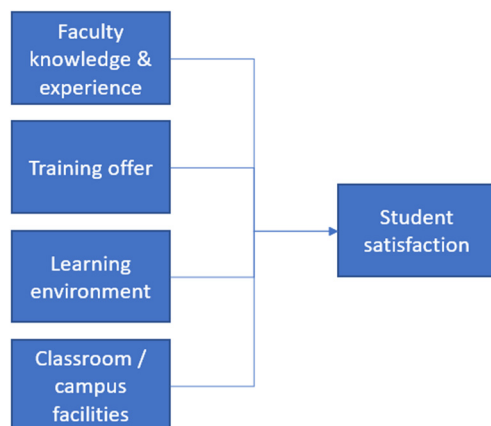 Faculty
knowledge &
experience
Training offer
Learning
environment
Classroom /
campus
facilities
Student
satisfaction